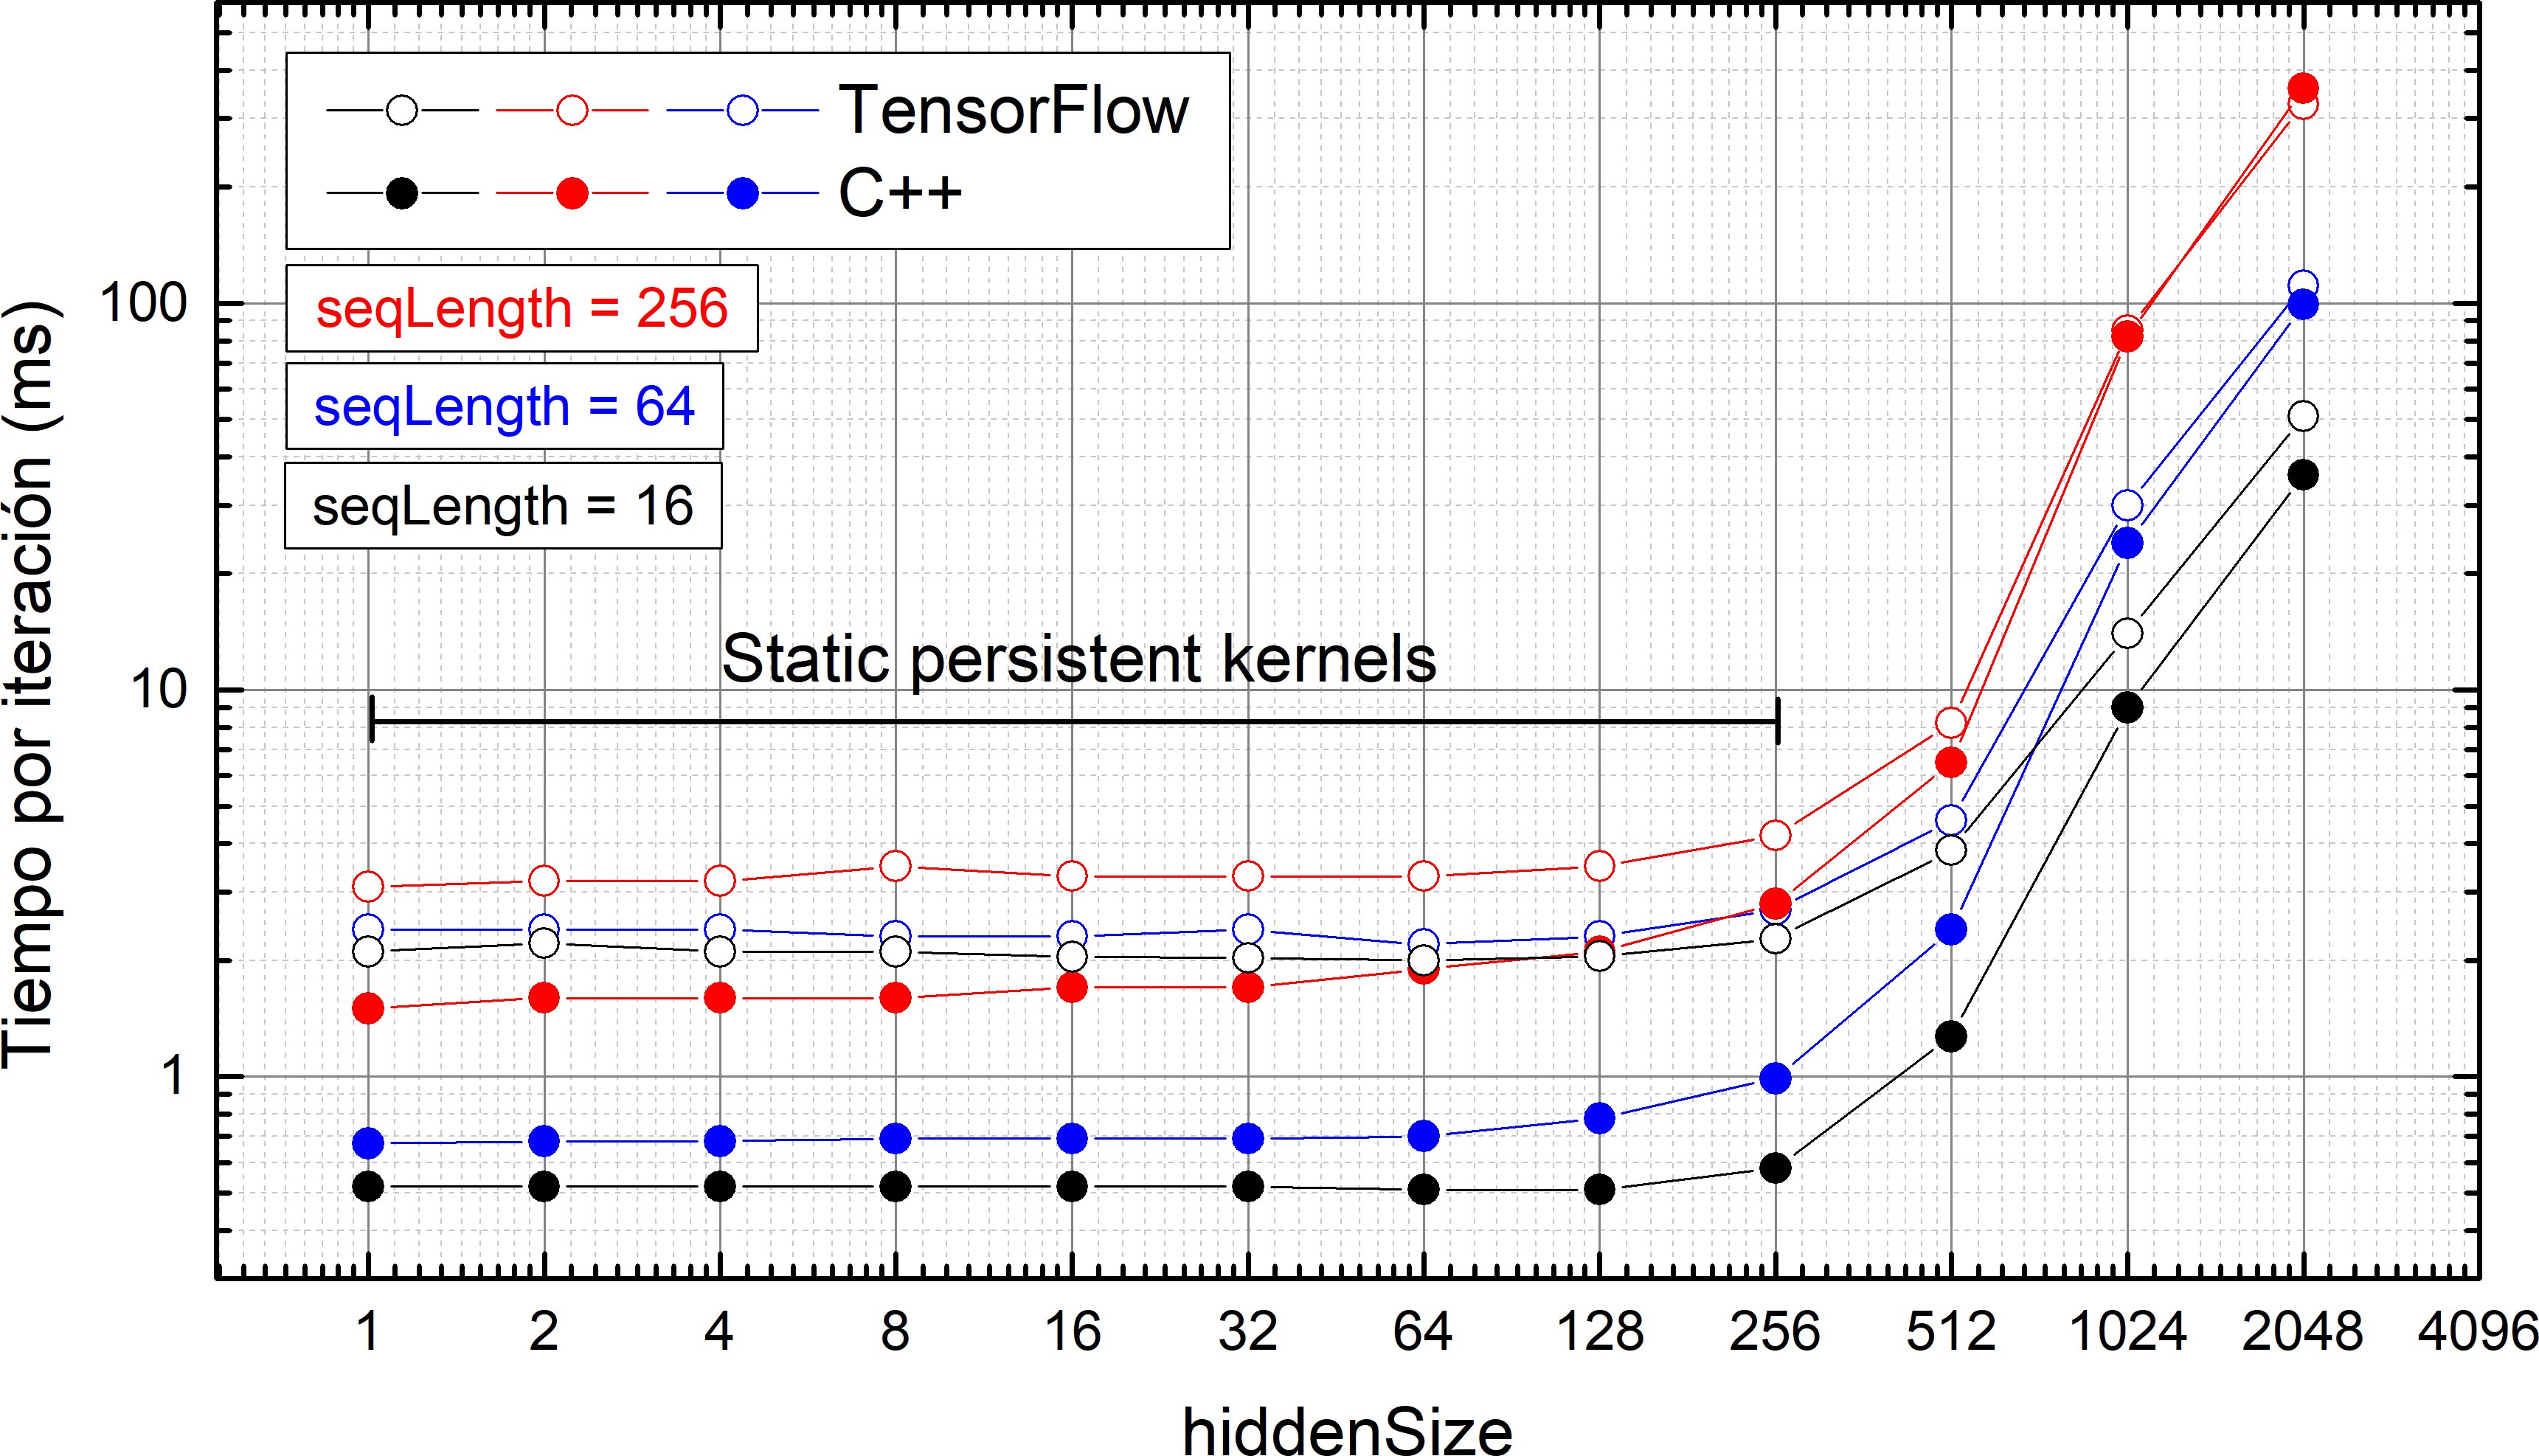 TensorFlow
C++
seqLength = 256
seqLength = 64
seqLength = 16
Static persistent kernels
Tiempo por iteración (ms)
100
10
1
1 2 4 8 16 32 64 128 256 512 1024 2048 4096
hiddenSize